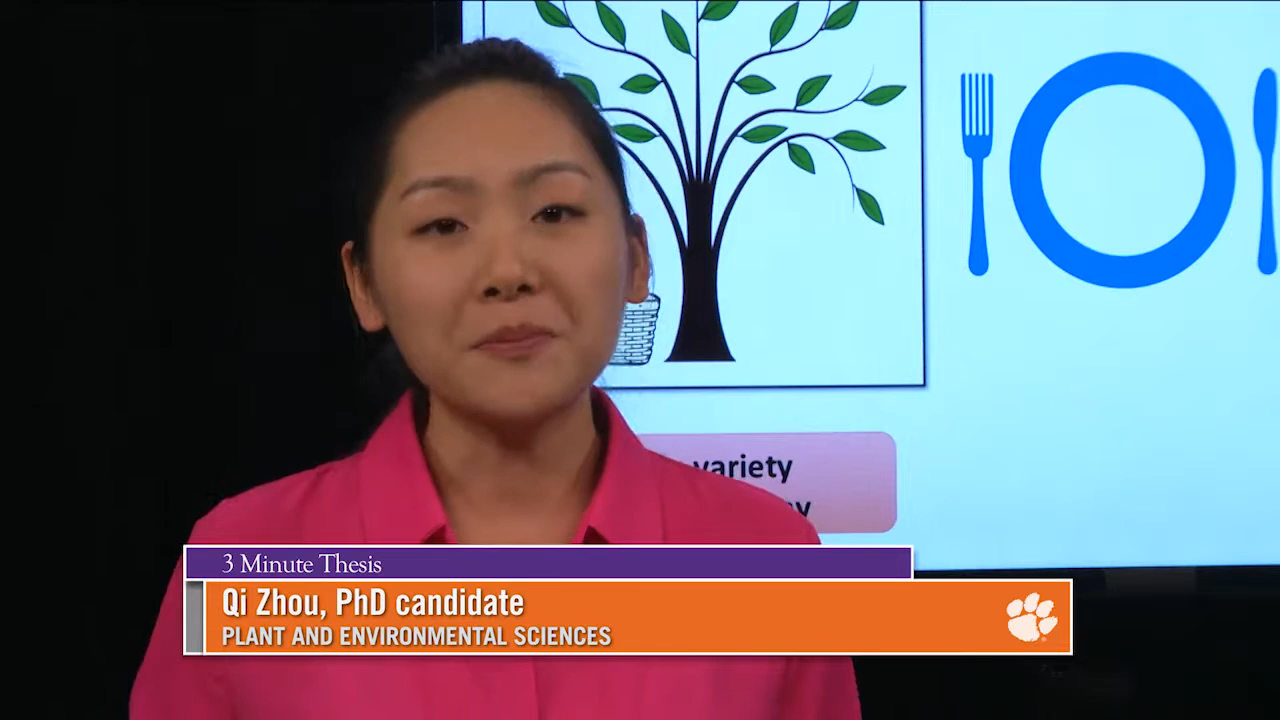 variety
3 Minute Thesis
Qi Zhou, PhD candidate
PLANT AND ENVIRONMENTAL SCIENCES